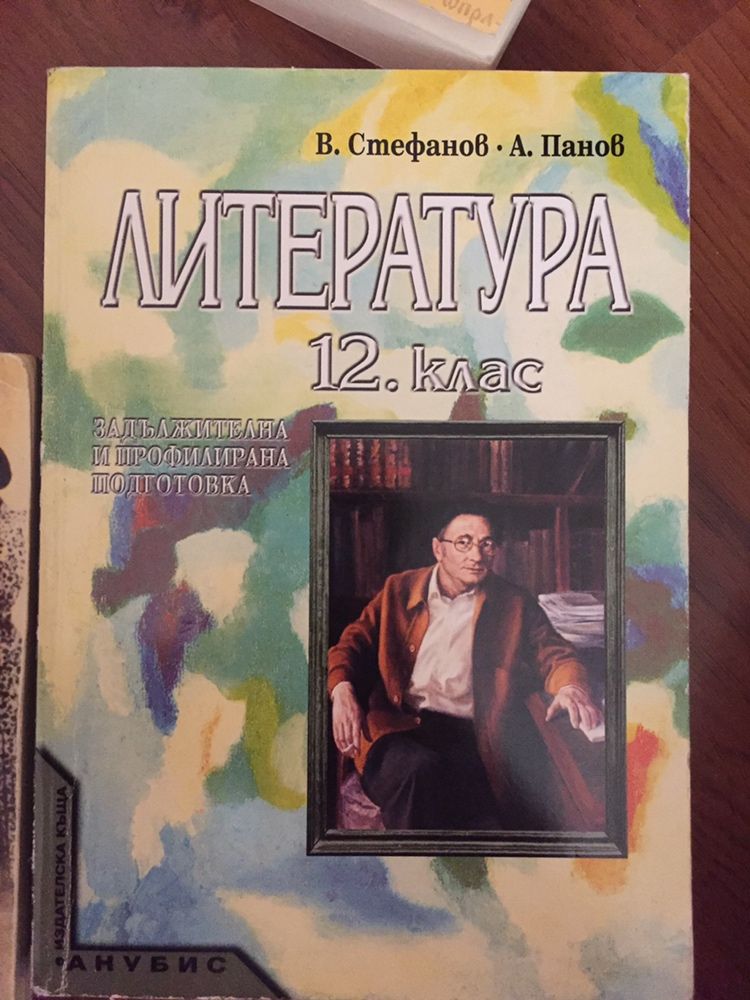 В. Стефанов • А. Панов
ЛИТЕРАТУРА
12. клас
ЗАДЪЛЖИТЕЛНА
И ПРОФИЛИРАНА
ПОДГОТОВКА
ИЗДАТЕЛСКА КЪЩА
АНУБИС